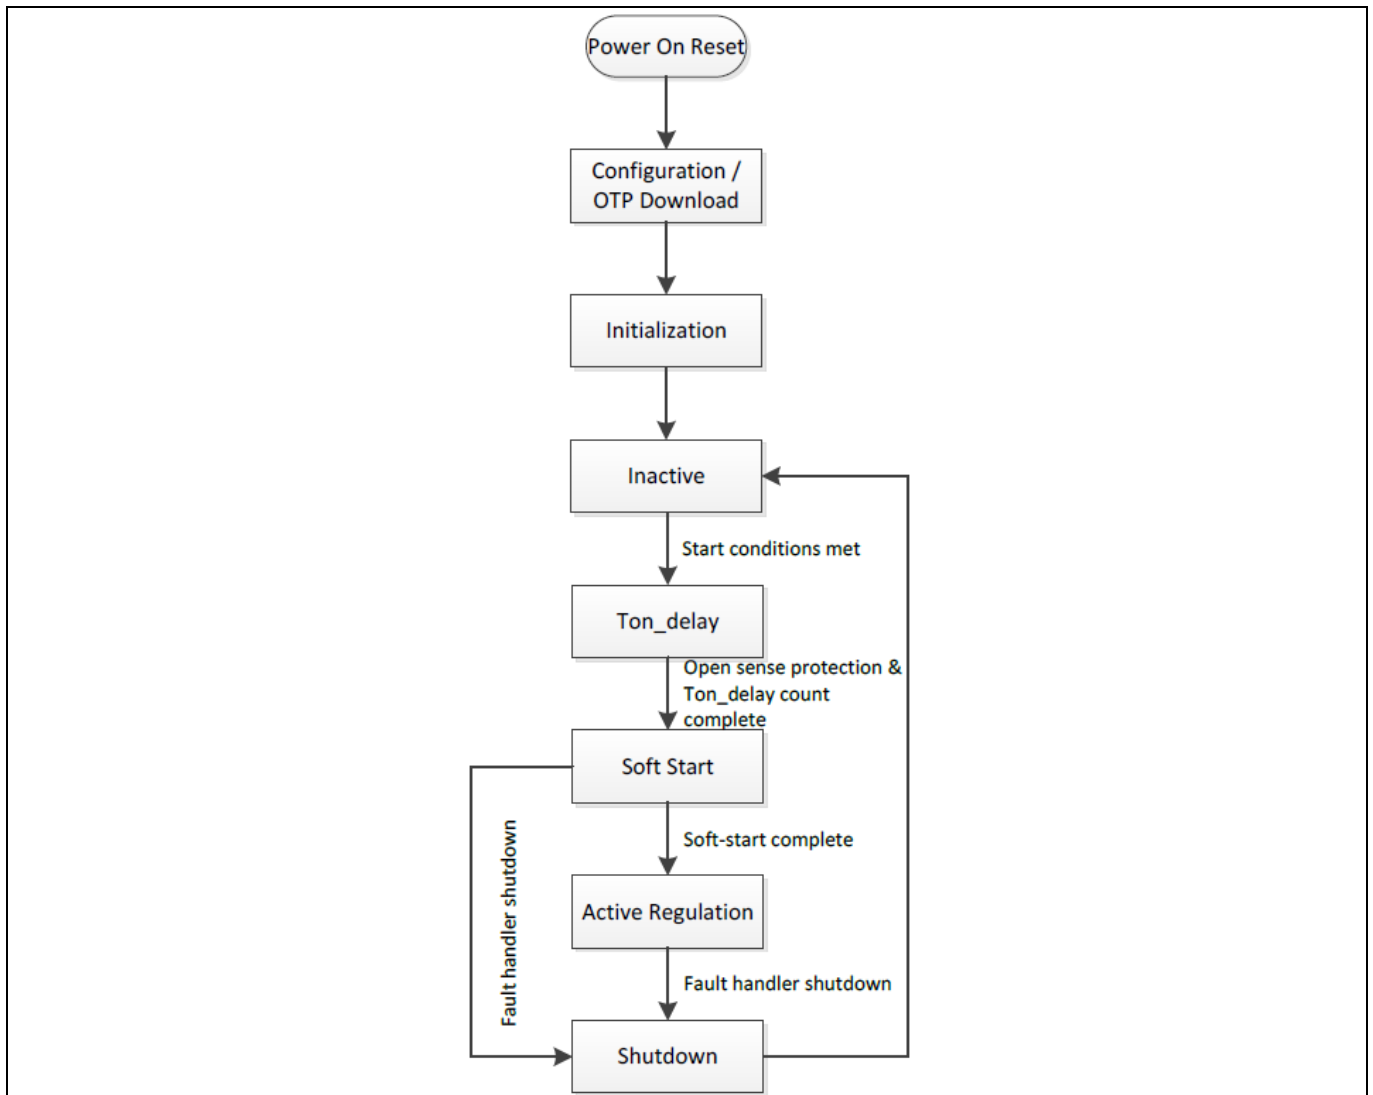 Power On Reset
Configuration /
OTP Download
Initialization
Inactive
Start conditions met
Ton_delay
Open sense protection &
Ton_delay count
complete
Soft Start
Soft-start complete
Fault handler shutdown
Active Regulation
Fault handler shutdown
Shutdown